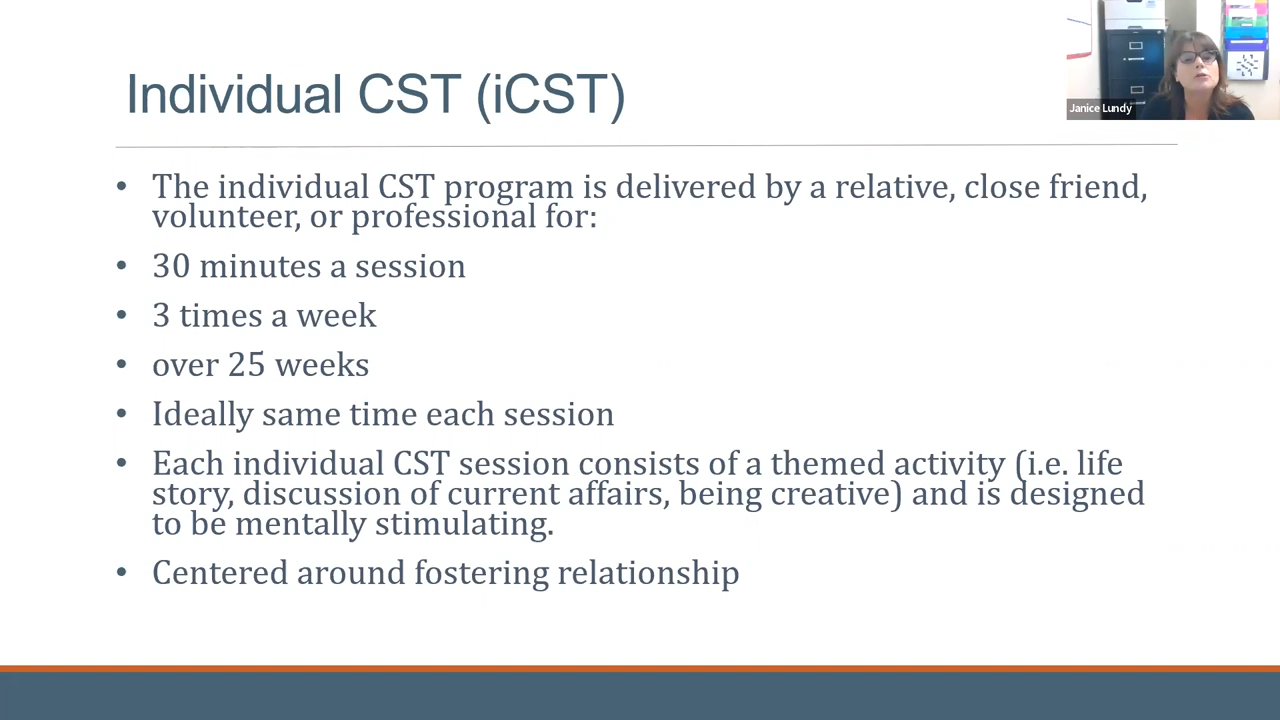 Individual CST (iCST)
Janice Lundy
• The individual CST program is delivered by a relative, close friend,
volunteer, or professional for:
• 30 minutes a session
• 3 times a week
• over 25 weeks
• Ideally same time each session
• Each individual CST session consists of a themed activity (i.e. life
story, discussion of current affairs, being creative) and is designed
to be mentally stimulating.
• Centered around fostering relationship